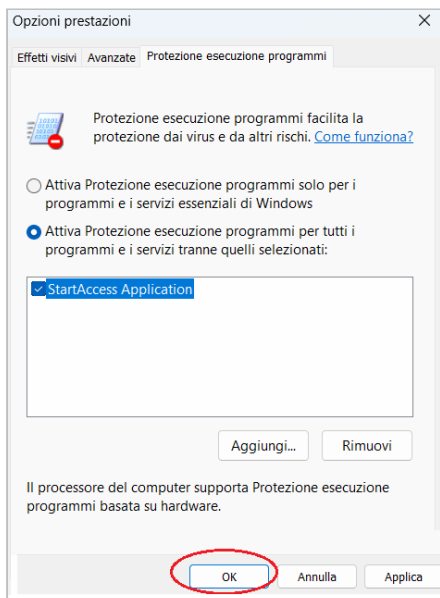 Opzioni prestazioni
Effetti visivi Avanzate Protezione esecuzione programmi
Protezione esecuzione programmi facilita la
protezione dai virus e da altri rischi. Come funziona?
Attiva Protezione esecuzione programmi solo per i
programmi e i servizi essenziali di Windows
Attiva Protezione esecuzione programmi per tutti i
programmi e i servizi tranne quelli selezionati:
StartAccess Application
Aggiungi... Rimuovi
Il processore del computer supporta Protezione esecuzione
programmi basata su hardware.
OK Annulla Applica